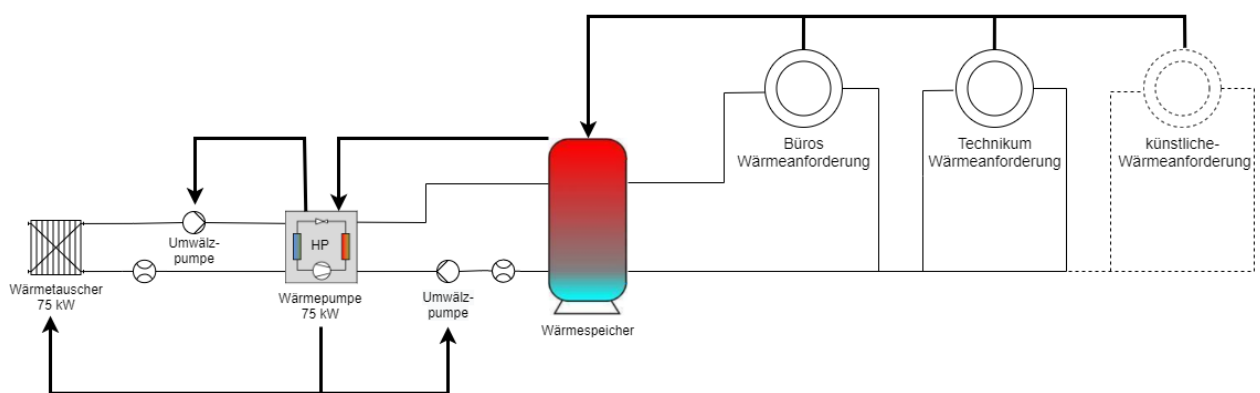 Büros
Wärmeanforderung
Technikum
Wärmeanforderung
künstliche-
Wärmeanforderung
Umwälz-
pumpe
HP
Wärmetauscher
75 kW
Wärmepumpe
75 kW
Umwälz-
pumpe
Wärmespeicher